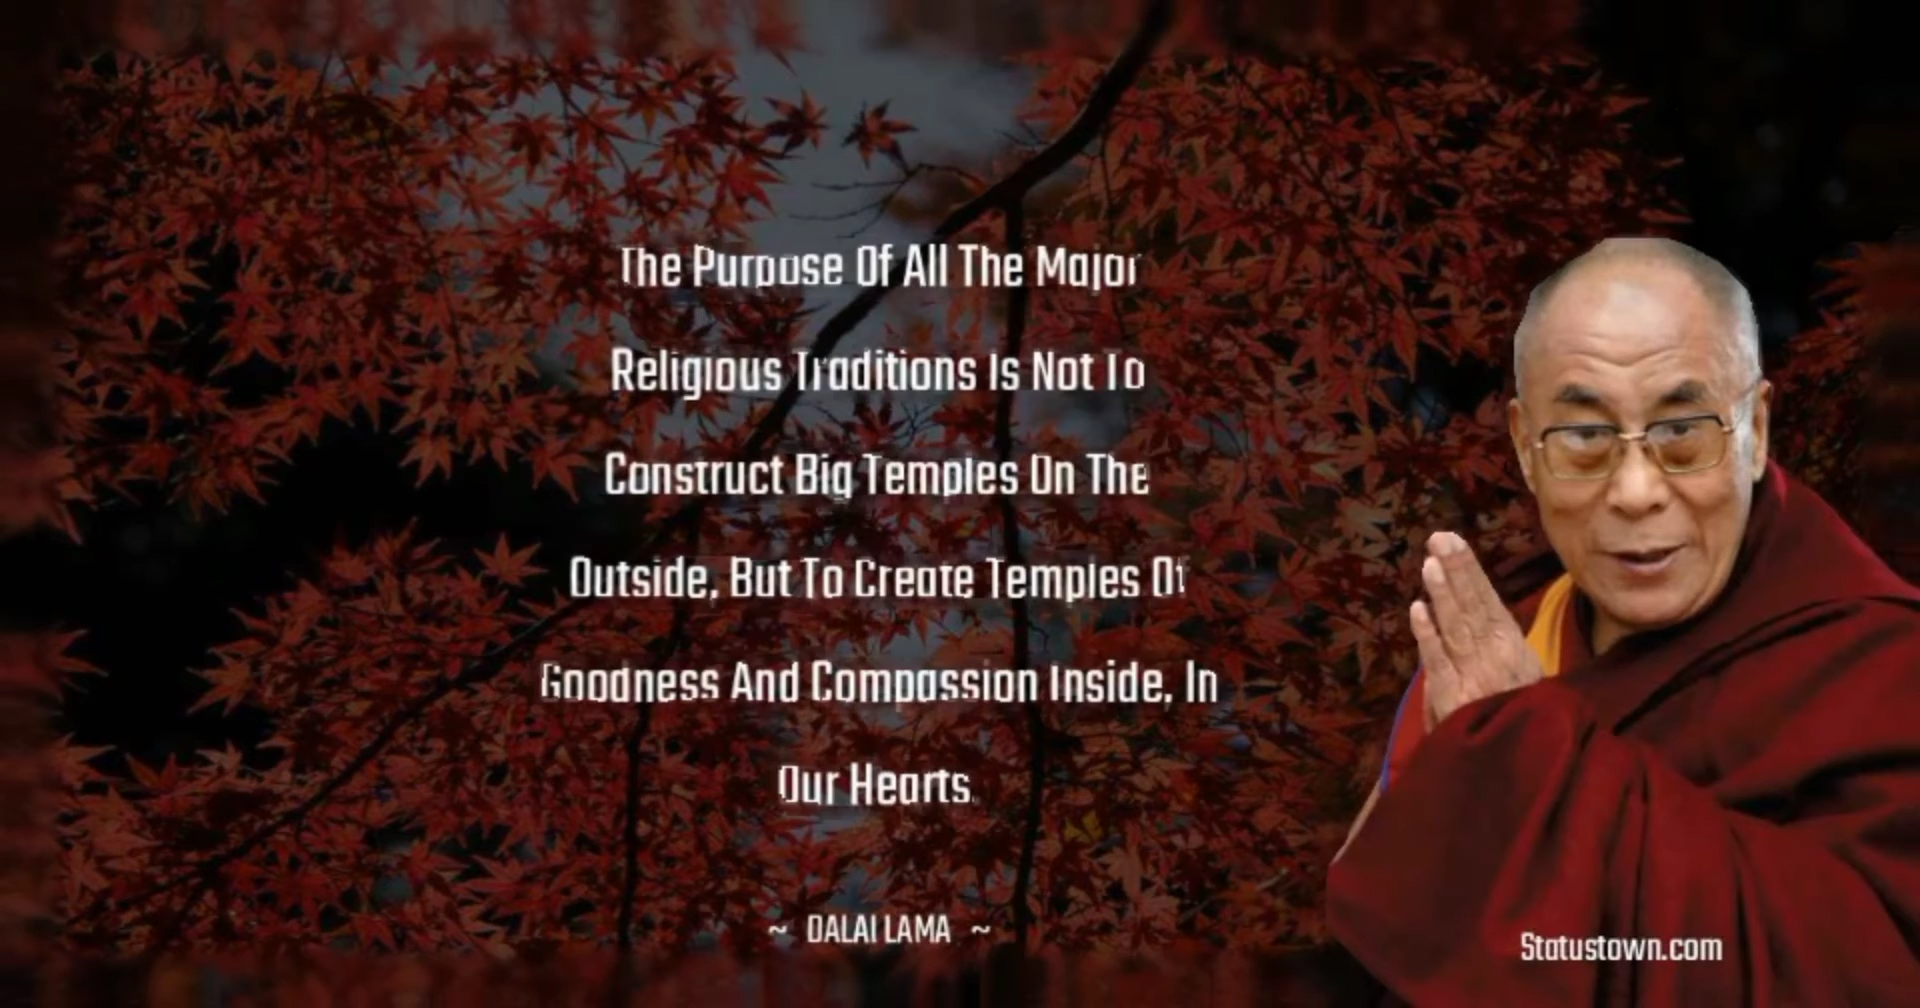 The Purpose Of All The Major
Religious Traditions Is Not To
Construct Big Temples On The
Outside, But To Create Temples Of
Goodness And Compassion Inside, In
Our Hearts.
~ DALAI LAMA ~
Statustown.com